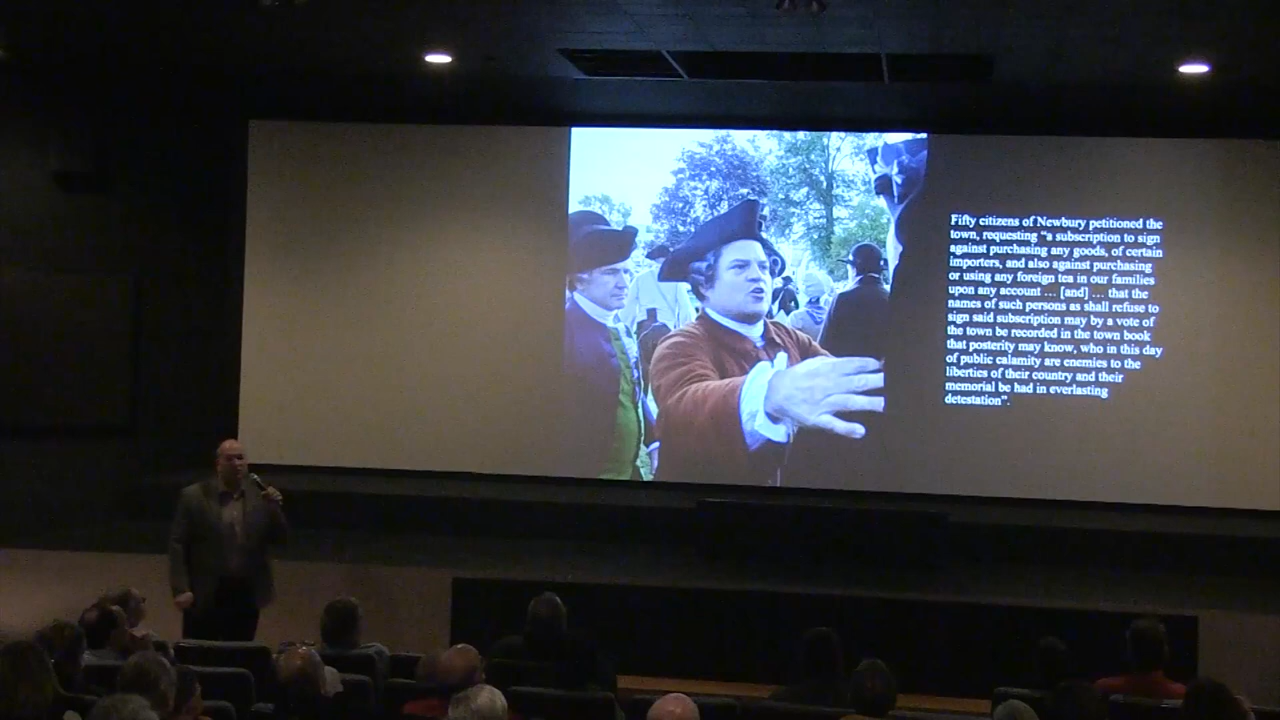 Fifty citizens of Newbury petitioned the
town, requesting “a subscription to sign
against purchasing any goods, of certain
importers, and also against purchasing
or using any foreign tea in our families
upon any account … [and] … that the
names of such persons as shall refuse to
sign said subscription may by a vote of
the town be recorded in the town book
that posterity may know, who in this day
of public calamity are enemies to the
liberties of their country and their
memorial be had in everlasting
detestation”.